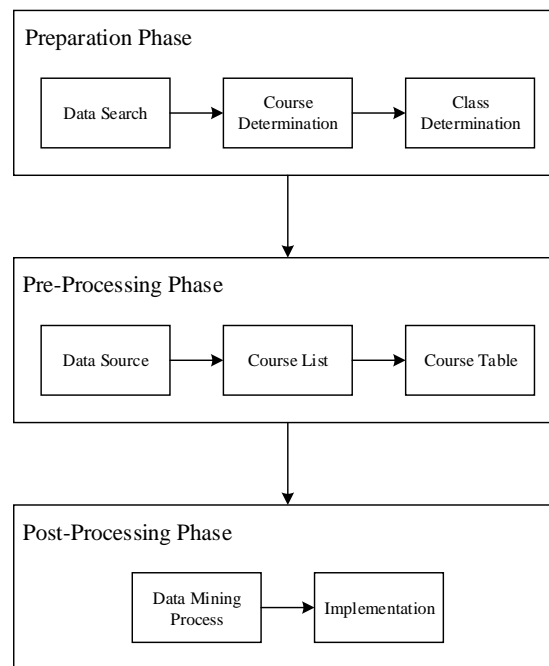 Preparation Phase
Data Search
Course
Determination
Class
Determination
Pre-Processing Phase
Data Source
Course List
Course Table
Post-Processing Phase
Data Mining
Process
Implementation